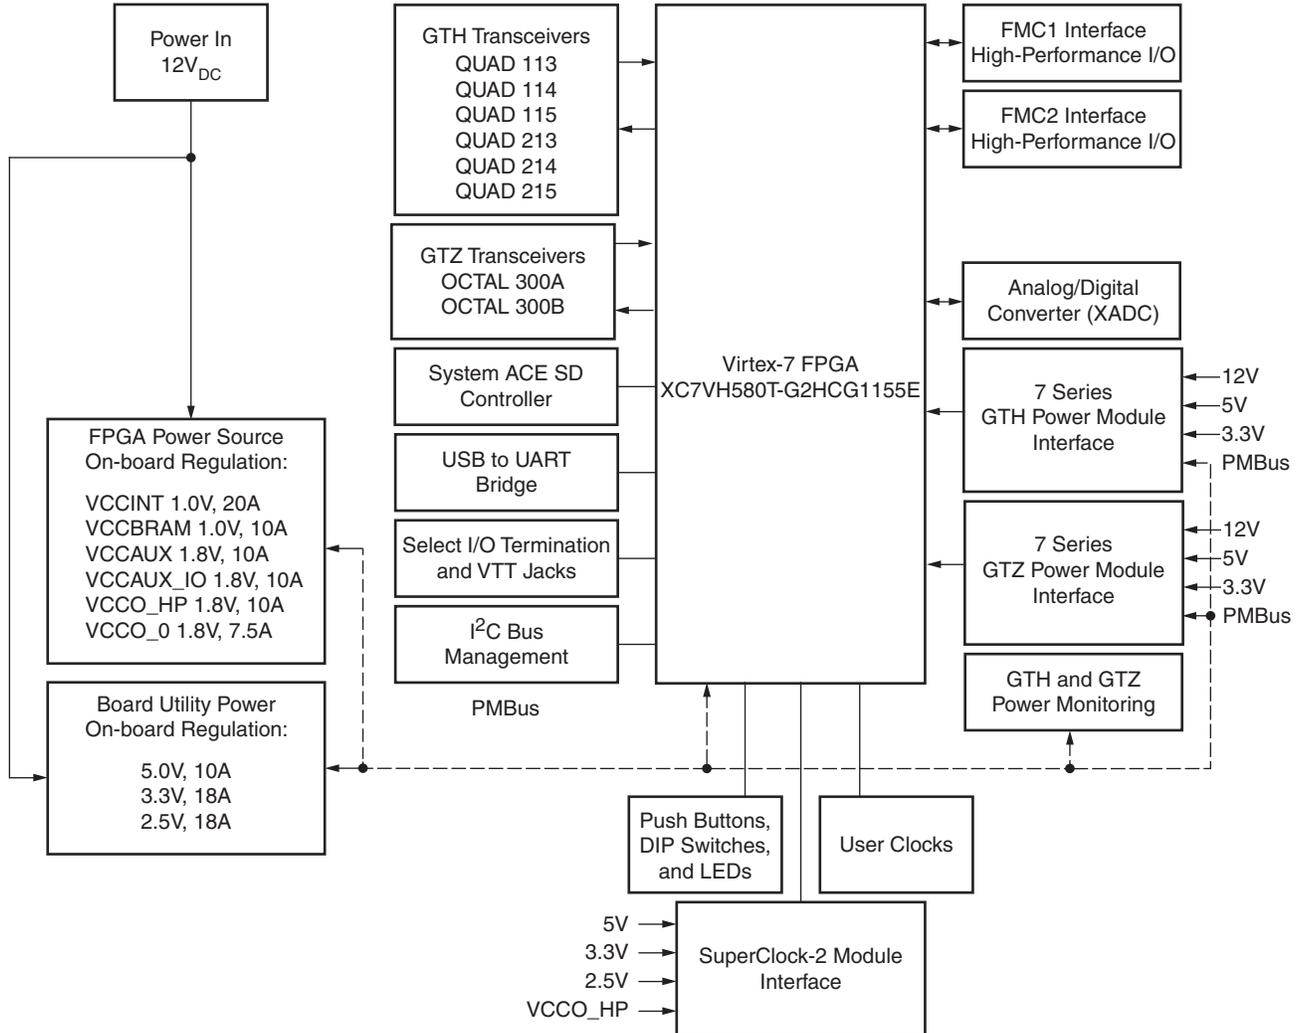 Power In
12VDC
GTH Transceivers
QUAD 113
QUAD 114
QUAD 115
QUAD 213
QUAD 214
QUAD 215
FMC1 Interface
High-Performance I/O
FMC2 Interface
High-Performance I/O
GTZ Transceivers
OCTAL 300A
OCTAL 300B
Analog/Digital
Converter (XADC)
System ACE SD
Controller
Virtex-7 FPGA
XC7VH580T-G2HCG1155E
7 Series
GTH Power Module
Interface
12V
5V
3.3V
PMBus
FPGA Power Source
On-board Regulation:
VCCINT 1.0V, 20A
VCCBRAM 1.0V, 10A
VCCAUX 1.8V, 10A
VCCAUX_IO 1.8V, 10A
VCCO_HP 1.8V, 10A
VCCO_0 1.8V, 7.5A
USB to UART
Bridge
Select I/O Termination
and VTT Jacks
7 Series
GTZ Power Module
Interface
12V
5V
3.3V
PMBus
I2C Bus
Management
PMBus
GTH and GTZ
Power Monitoring
Board Utility Power
On-board Regulation:
5.0V, 10A
3.3V, 18A
2.5V, 18A
Push Buttons,
DIP Switches,
and LEDs
User Clocks
5V
3.3V
2.5V
VCCO_HP
SuperClock-2 Module
Interface